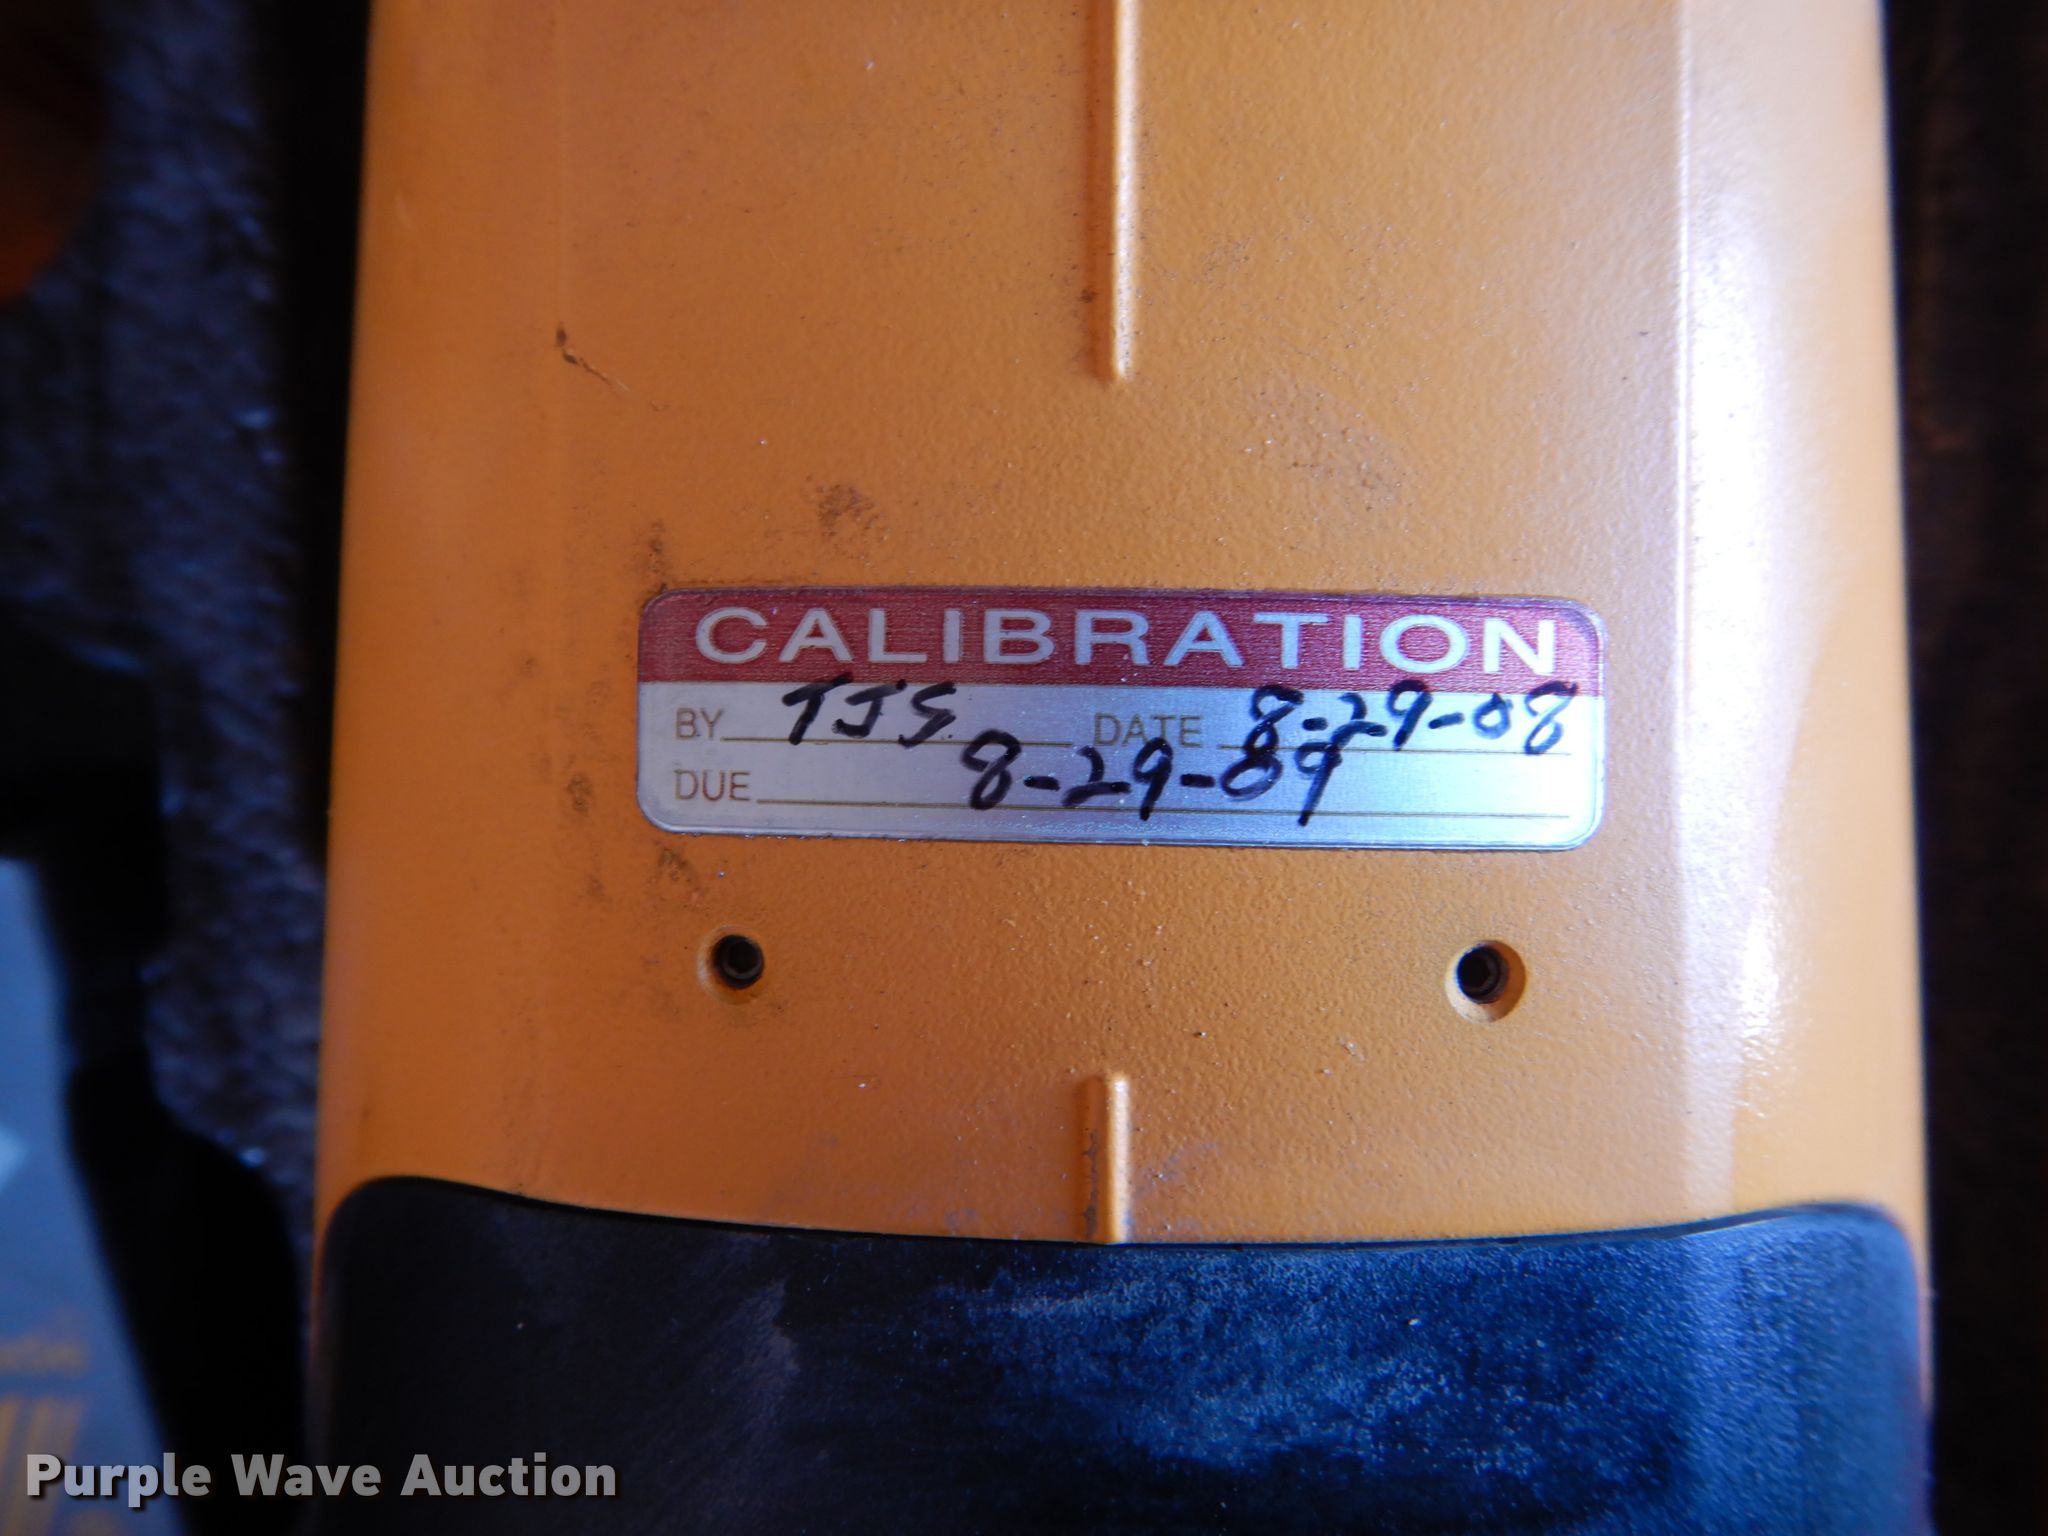 CALIBRATION
BY TJS DATE 8-29-08
DUE 8-29-09
Purple Wave Auction